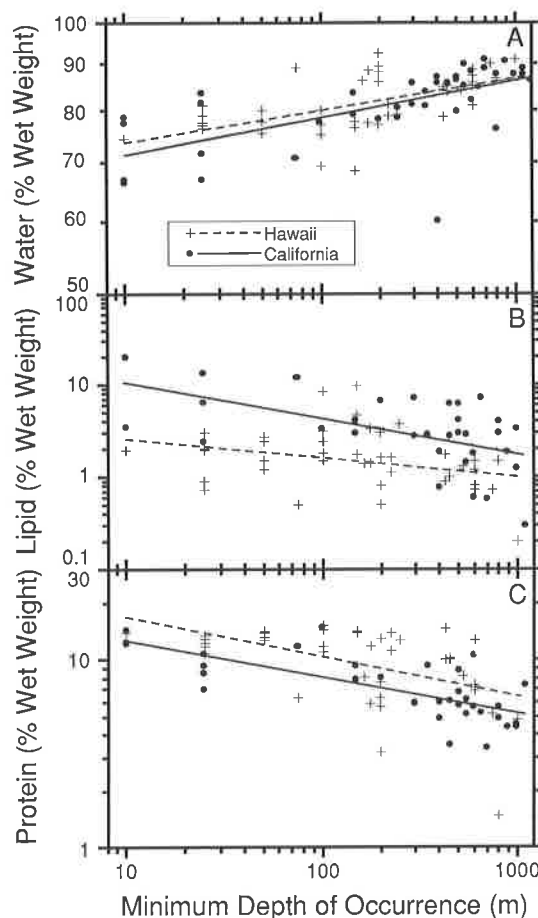 100
90
80
70
60
50
Water (% Wet Weight)
A
Hawaii
California
100
10
1
0.1
Lipid (% Wet Weight)
B
30
10
1
Protein (% Wet Weight)
C
10
100
1000
Minimum Depth of Occurrence (m)